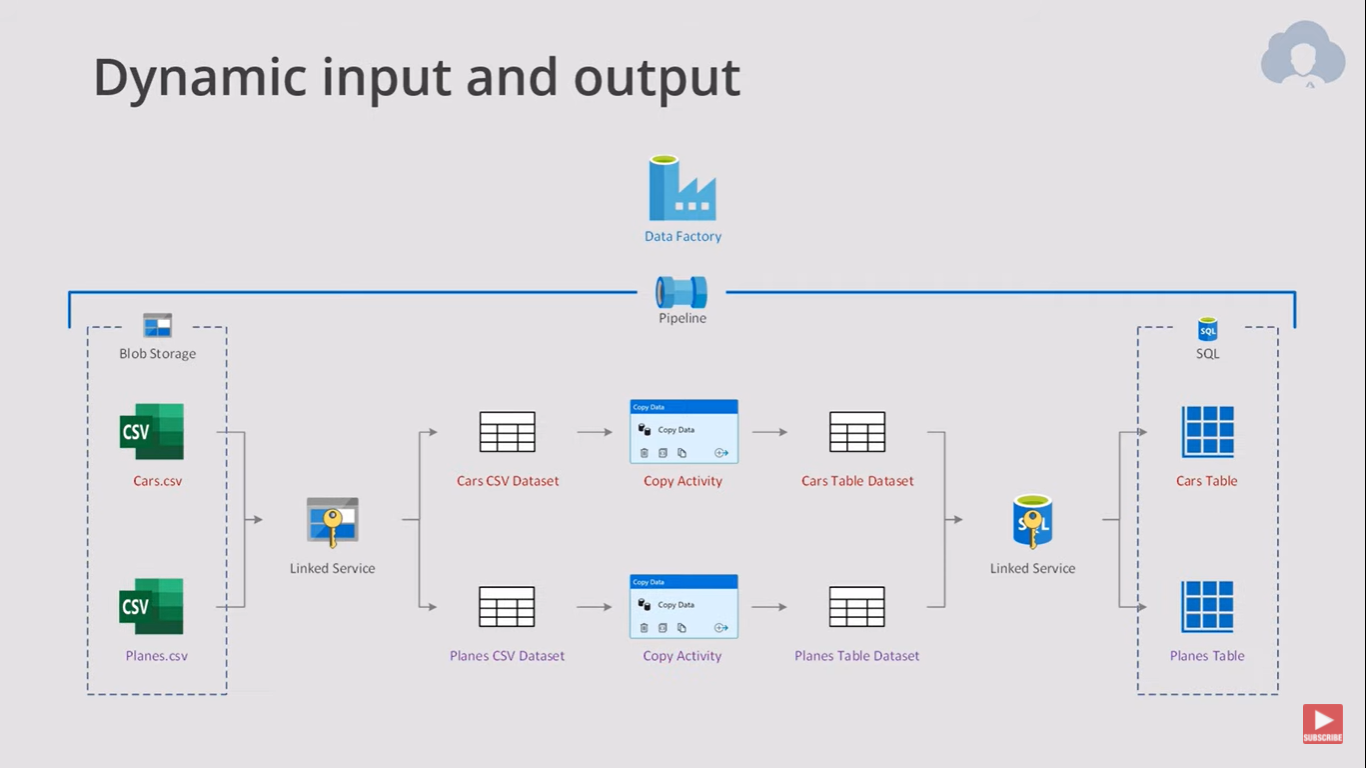 Dynamic input and output
Data Factory
Pipeline
Blob Storage
SQL
SQL
CSV
Copy Data
Copy Data
Cars.csv
Cars CSV Dataset
Copy Activity
Cars Table Dataset
Cars Table
SQL
Linked Service
Linked Service
CSV
Copy Data
Copy Data
Planes.csv
Planes CSV Dataset
Copy Activity
Planes Table Dataset
Planes Table
SUBSCRIBE